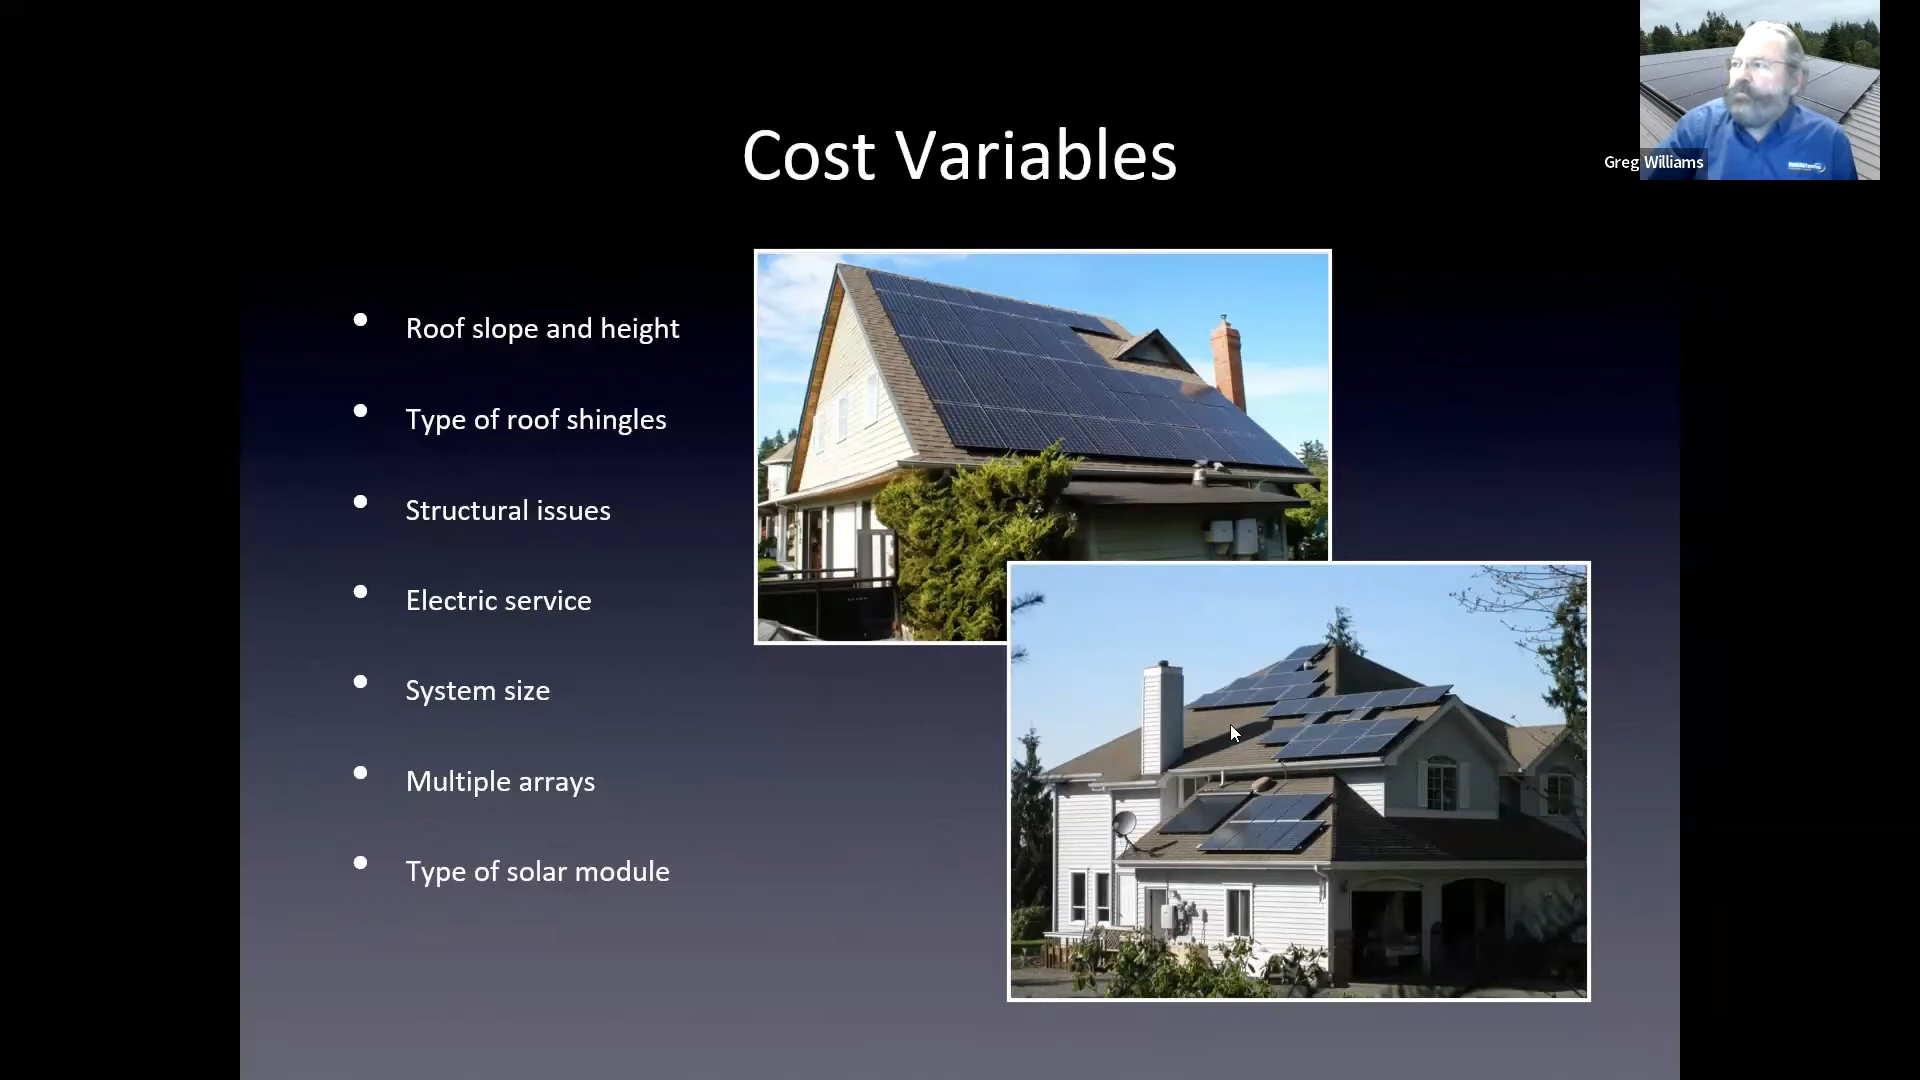 Cost Variables
Greg Williams
Roof slope and height
Type of roof shingles
Structural issues
Electric service
System size
Multiple arrays
Type of solar module